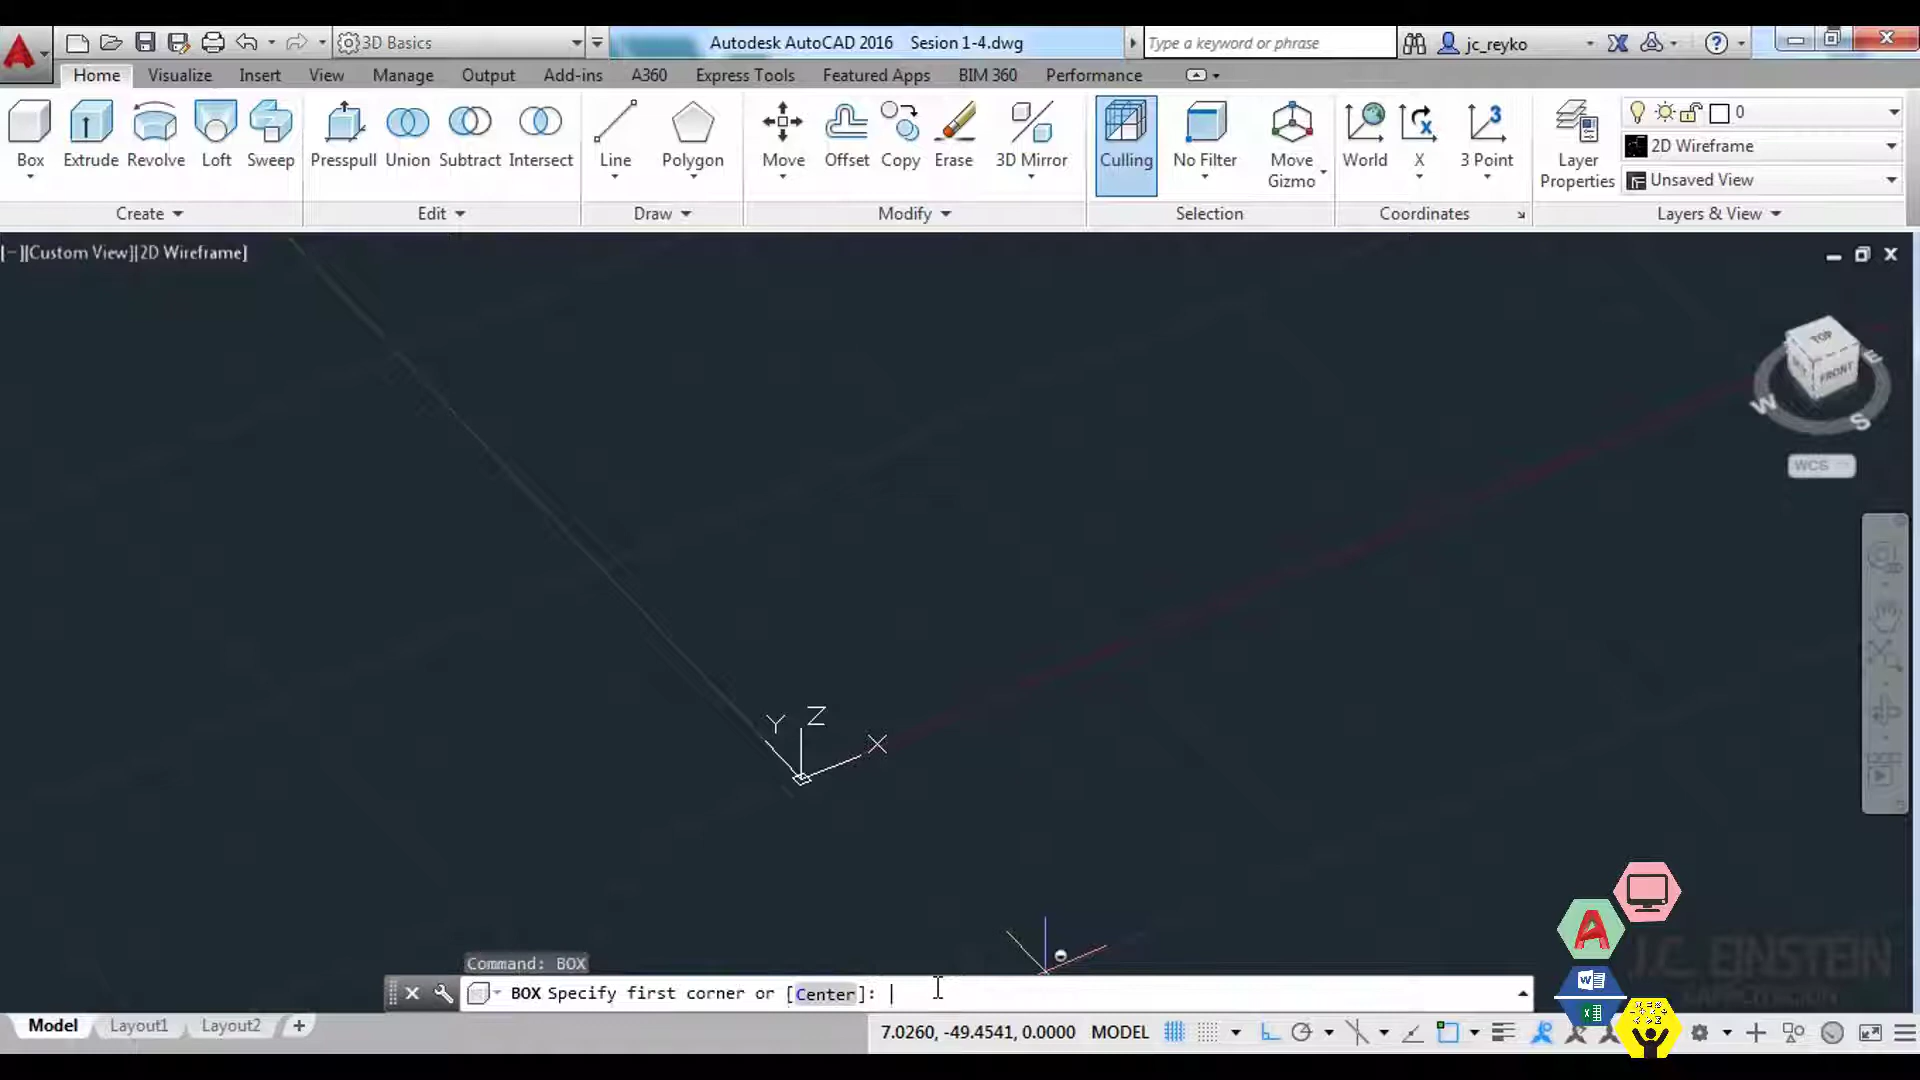 3D Basics
Autodesk AutoCAD 2016 Sesion 1-4.dwg
Type a keyword or phrase
jc_reyko
Home Visualize Insert View Manage Output Add-ins A360 Express Tools Featured Apps BIM 360 Performance
Box Extrude Revolve Loft Sweep
Create
Presspull Union Subtract Intersect
Edit
Line Polygon
Draw
Move Offset Copy Erase 3D Mirror
Modify
Culling No Filter Move Gizmo
Selection
World X 3 Point
Coordinates
Layer Properties
0
2D Wireframe
Unsaved View
Layers & View
[−][Custom View][2D Wireframe]
TOP
FRONT
E
W
S
WCS
Y Z
X
Command: BOX
BOX Specify first corner or [Center]:
J.C. EINSTEIN
Model Layout1 Layout2 +
7.0260, -49.4541, 0.0000 MODEL